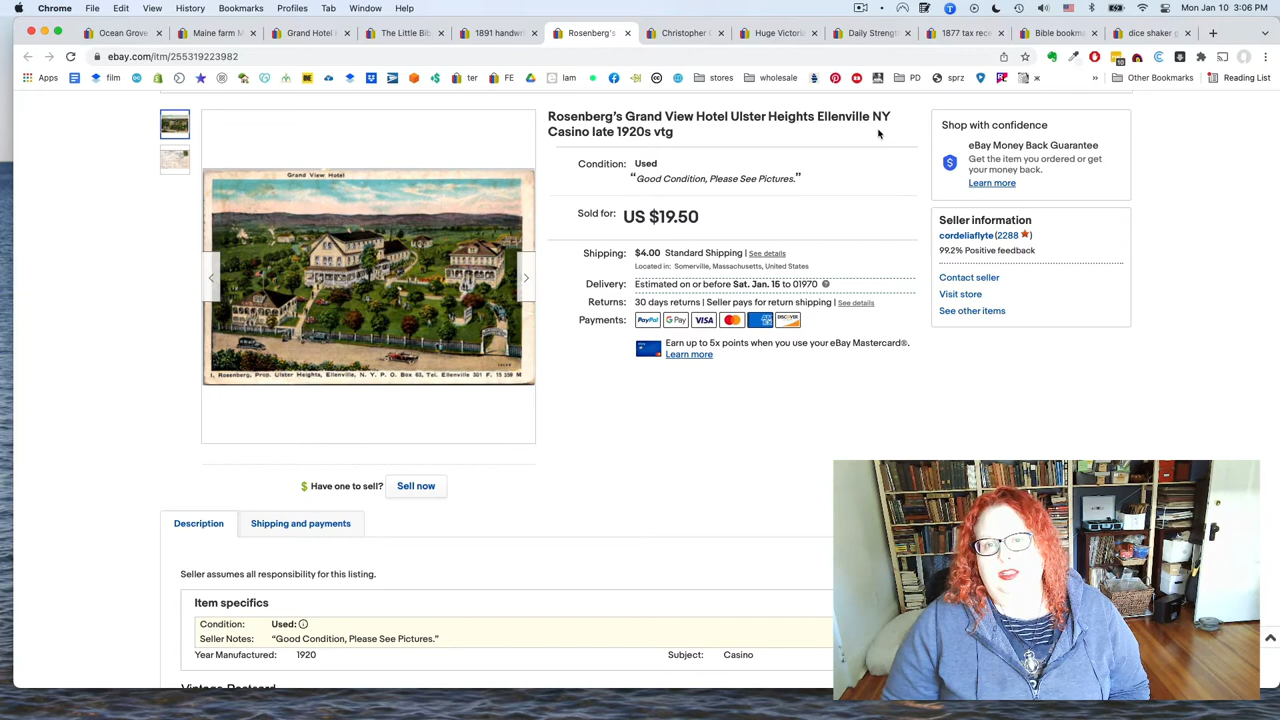 Chrome File Edit View History Bookmarks Profiles Tab Window Help
Mon Jan 10 3:06 PM
Ocean Grove
Maine farm M
Grand Hotel
The Little Bib
1891 handwr
Rosenberg's
Christopher C
Huge Victoria
Daily Strengt
1877 tax rece
Bible bookma
dice shaker g
ebay.com/itm/255319223982
Apps film ter FE lam stores wholesale PD sprz ж » Other Bookmarks Reading List
Grand View Hotel
I. Rosenberg, Prop. Ulster Heights, Ellenville, N. Y. P. O. Box 63, Tel. Ellenville 301 F. 15 359 M
Rosenberg's Grand View Hotel Ulster Heights Ellenville NY
Casino late 1920s vtg
Condition: Used
“Good Condition, Please See Pictures.”
Sold for: US $19.50
Shipping: $4.00 Standard Shipping | See details
Located in: Somerville, Massachusetts, United States
Delivery: Estimated on or before Sat. Jan. 15 to 01970
Returns: 30 days returns | Seller pays for return shipping | See details
Payments: PayPal G Pay VISA DISCOVER
Earn up to 5x points when you use your eBay Mastercard®.
Learn more
Shop with confidence
eBay Money Back Guarantee
Get the item you ordered or get
your money back.
Learn more
Seller information
cordeliaflyte (2288)
99.2% Positive feedback
Contact seller
Visit store
See other items
$ Have one to sell? Sell now
Description Shipping and payments
Seller assumes all responsibility for this listing.
Item specifics
Condition: Used:
Seller Notes: “Good Condition, Please See Pictures.”
Year Manufactured: 1920 Subject: Casino
Vintage Postcard